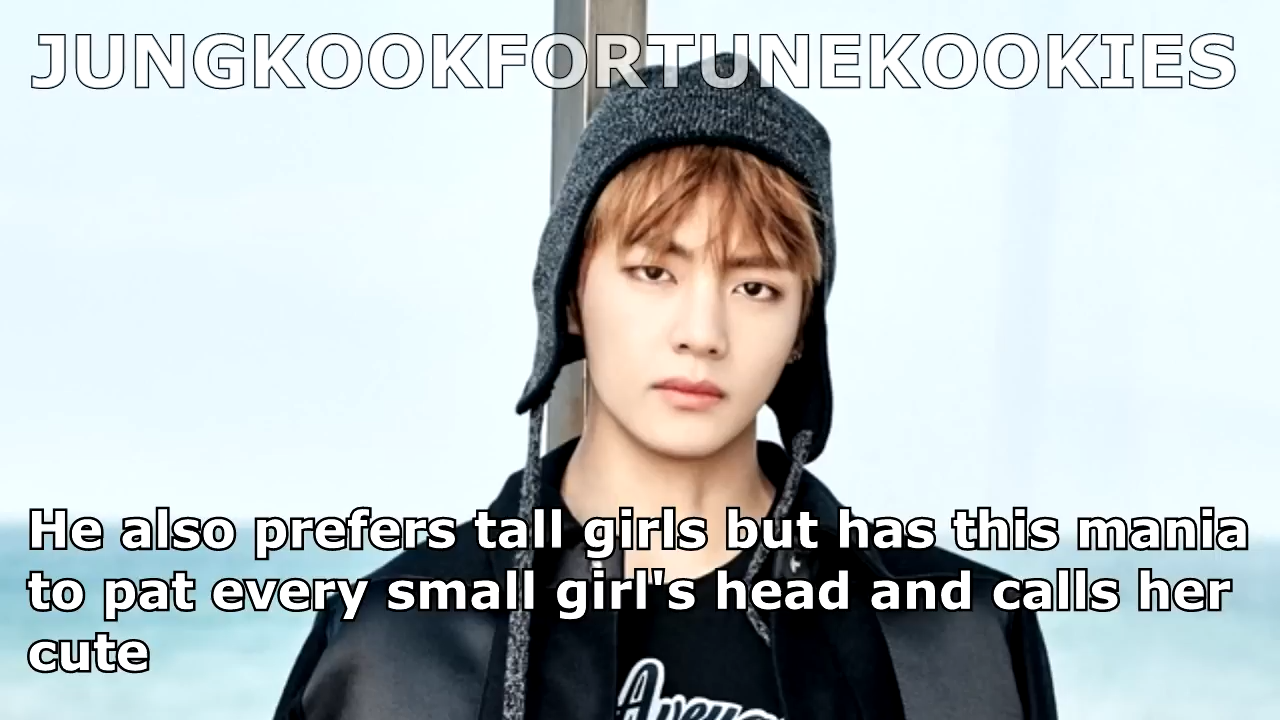 JUNGKOOKFORTUNEKOOKIES
He also prefers tall girls but has this mania
to pat every small girl's head and calls her
cute